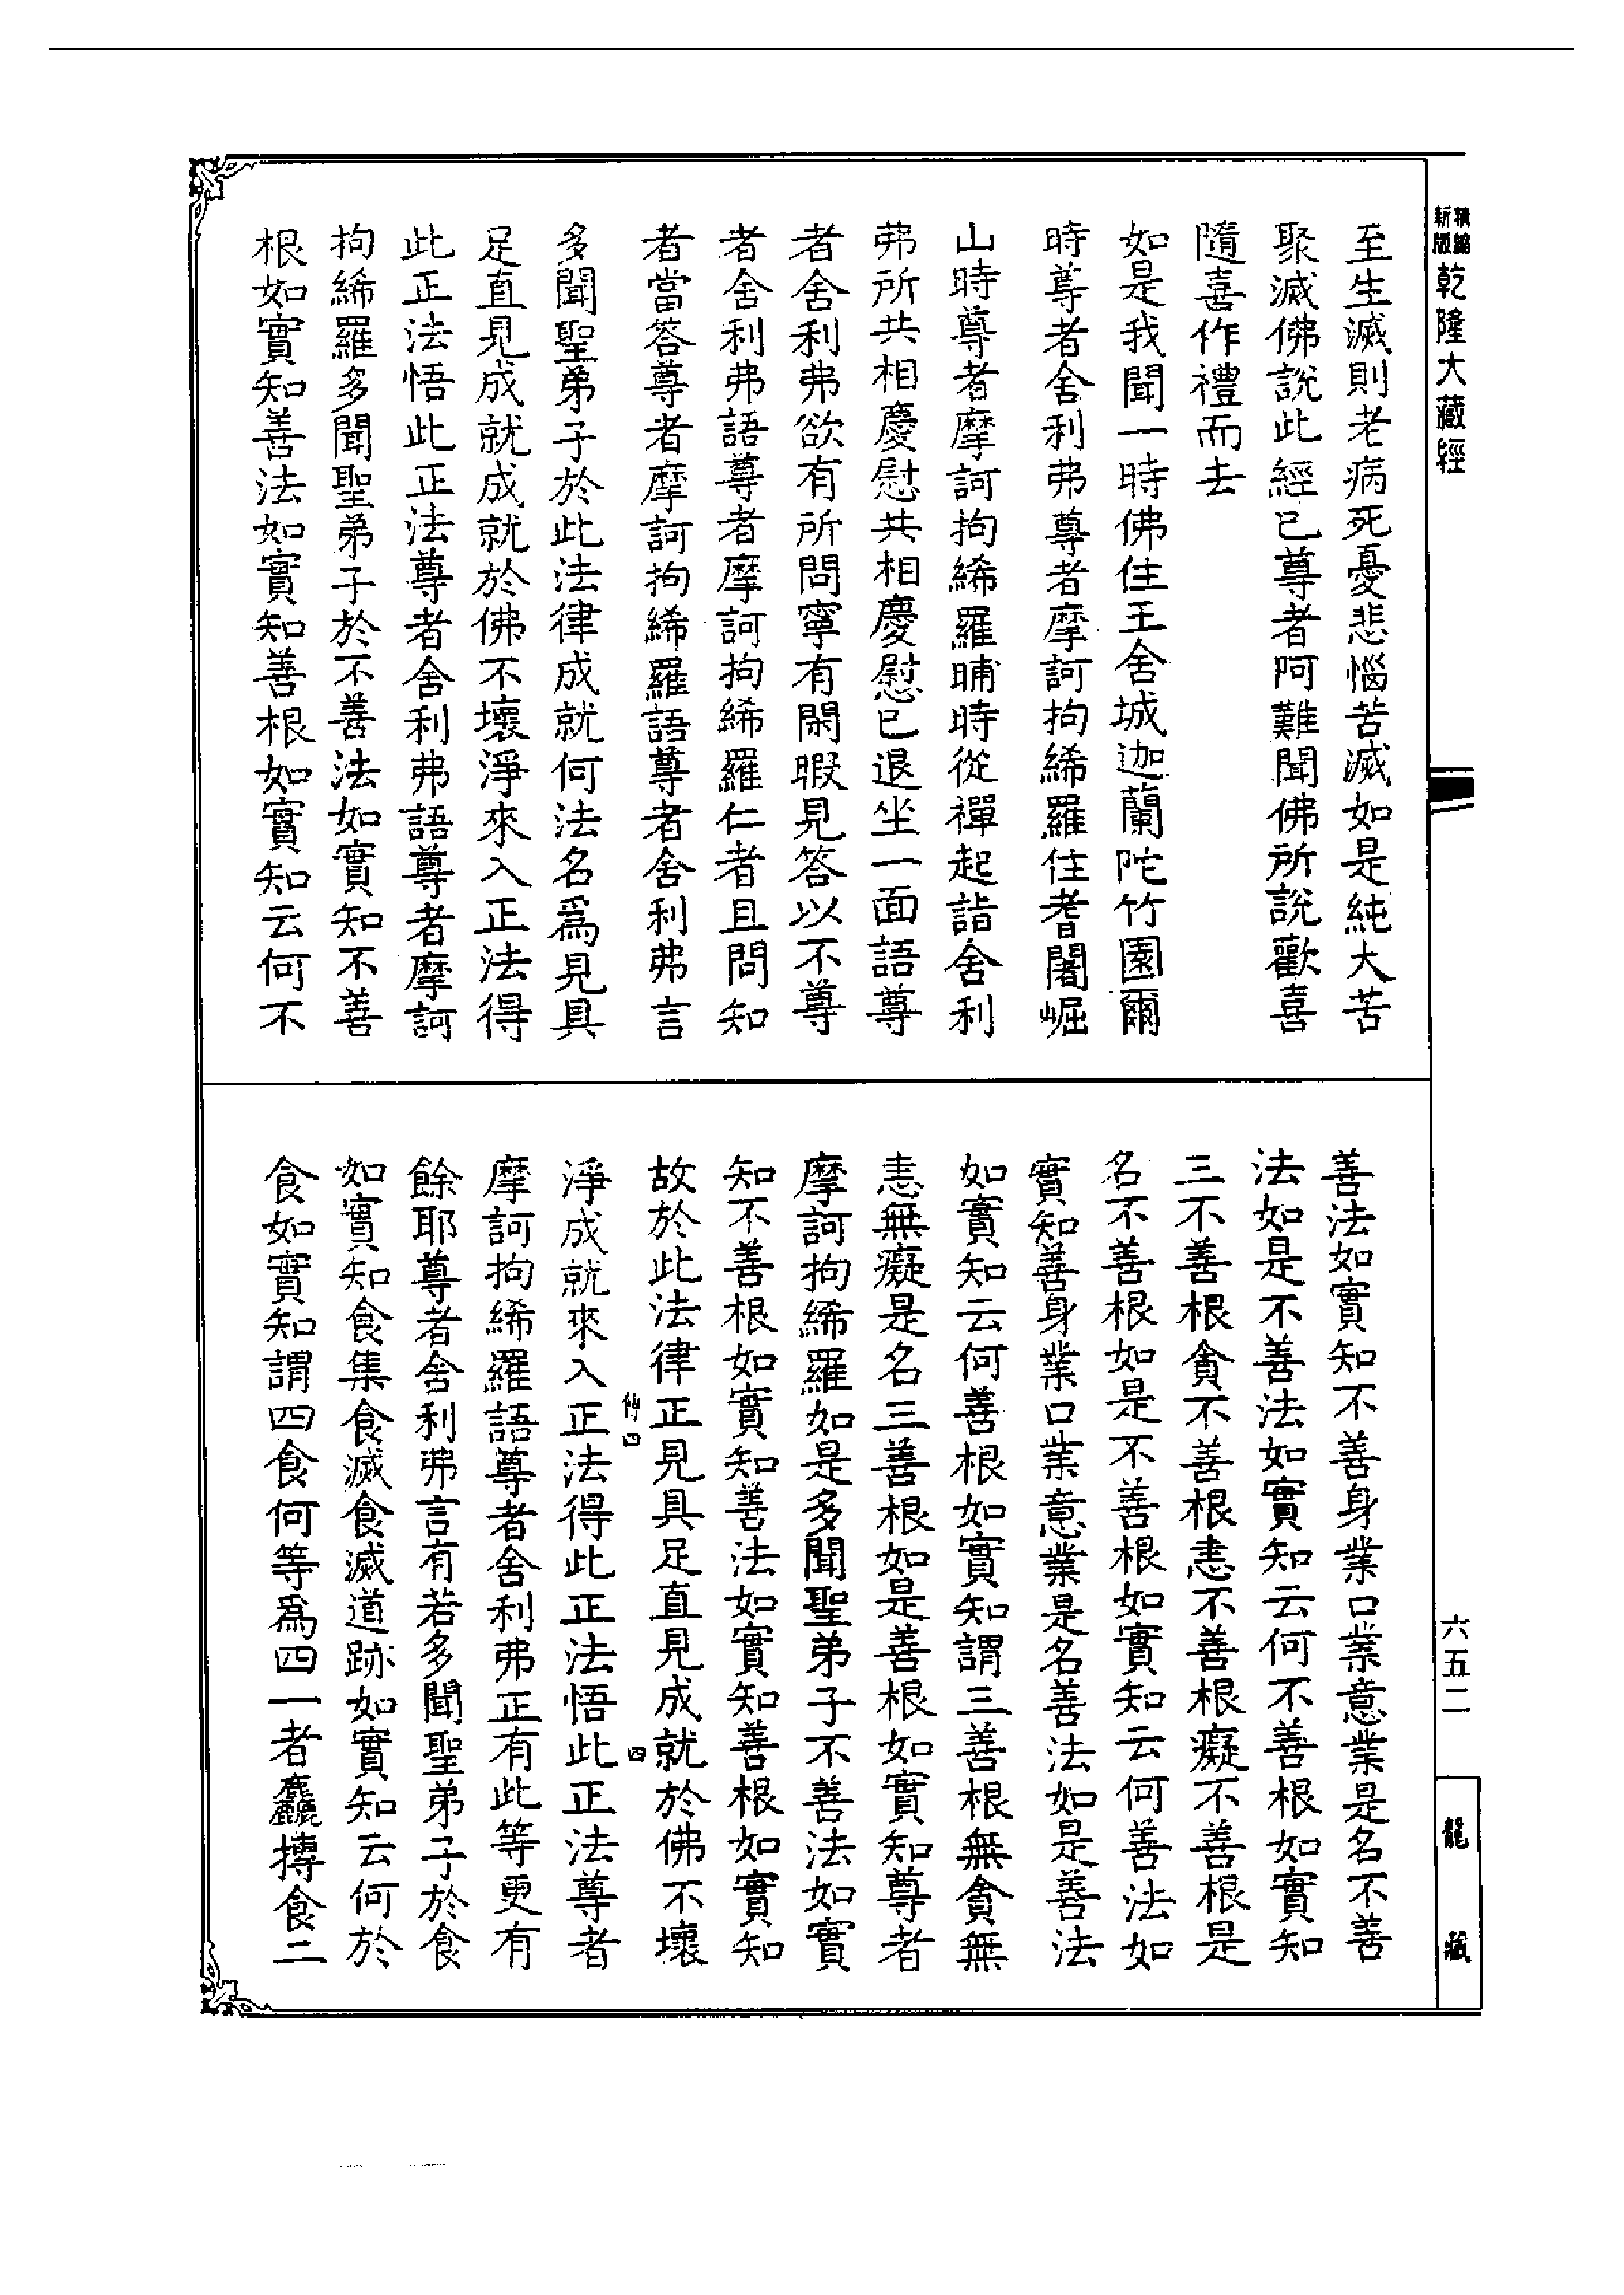 新版精縮
乾隆大藏經
至生滅則老病死憂悲惱苦滅如是純大苦
聚滅佛說此經已尊者阿難聞佛所說歡喜
隨喜作禮而去
如是我聞一時佛住王舍城迦蘭陀竹園爾
時尊者舍利弗尊者摩訶拘絺羅住耆闍崛
山時尊者摩訶拘絺羅晡時從禪起詣舍利
弗所共相慶慰共相慶慰已退坐一面語尊
者舍利弗欲有所問寧有閑暇見答以不尊
者舍利弗語尊者摩訶拘絺羅仁者且問知
者當答尊者摩訶拘絺羅語尊者舍利弗言
多聞聖弟子於此法律成就何法名爲見具
足直見成就成就於佛不壞淨來入正法得
此正法悟此正法尊者舍利弗語尊者摩訶
拘絺羅多聞聖弟子於不善法如實知不善
根如實知善法如實知善根如實知云何不
善法如實知不善身業口業意業是名不善
法如是不善法如實知云何不善根如實知
三不善根貪不善根恚不善根癡不善根是
名不善根如是不善根如實知云何善法如
實知善身業口業意業是名善法如是善法
如實知云何善根如實知謂三善根無貪無
恚無癡是名三善根如是善根如實知尊者
摩訶拘絺羅如是多聞聖弟子不善法如實
知不善根如實知善法如實知善根如實知
故於此法律正見具足直見成就於佛不壞
四
四
淨成就來入正法得此正法悟此正法尊者
摩訶拘絺羅語尊者舍利弗正有此等更有
餘耶尊者舍利弗言有若多聞聖弟子於食
如實知食集食滅食滅道跡如實知云何於
食如實知謂四食何等爲四一者麤摶食二
六五二
龍藏